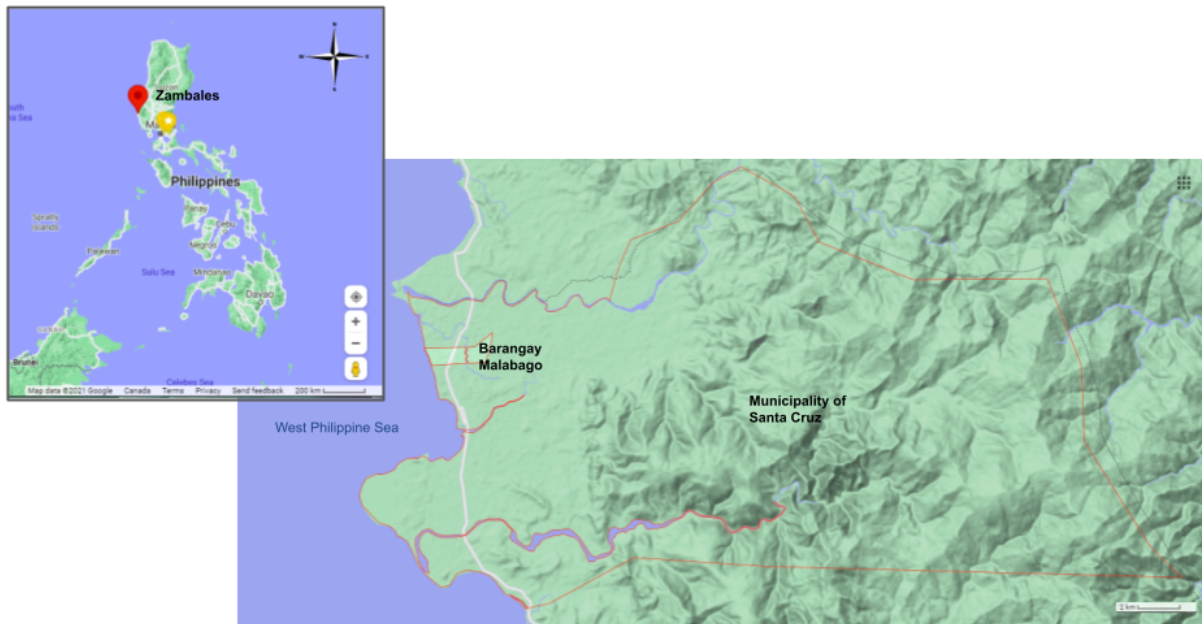 Zambales
Philippines
Panay
Cebu
Negros
Palawan
Spratly
Islands
Sulu Sea
Mindanao
Davao
Brunei
Celebes Sea
Map data ©2021 Google Canada Terms Privacy Send feedback 200 km
Barangay
Malabago
Municipality of
Santa Cruz
West Philippine Sea
2 km